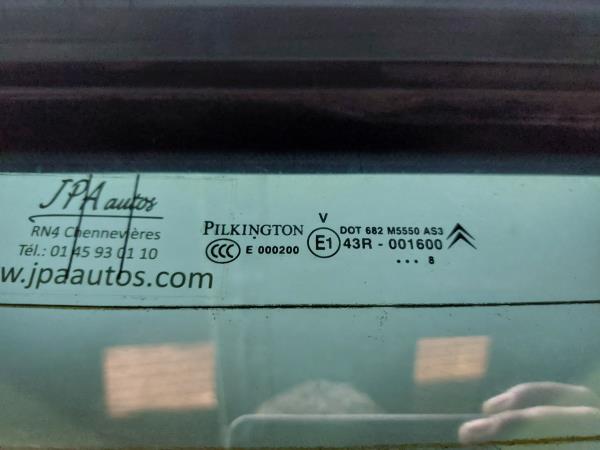 JPA autos
RN4 Chennevières
Tél.: 01 45 93 01 10
w.jpaautos.com
PILKINGTON
CCC E 000200
V
E1
DOT 682 M5550 AS3
43R - 001600
... 8